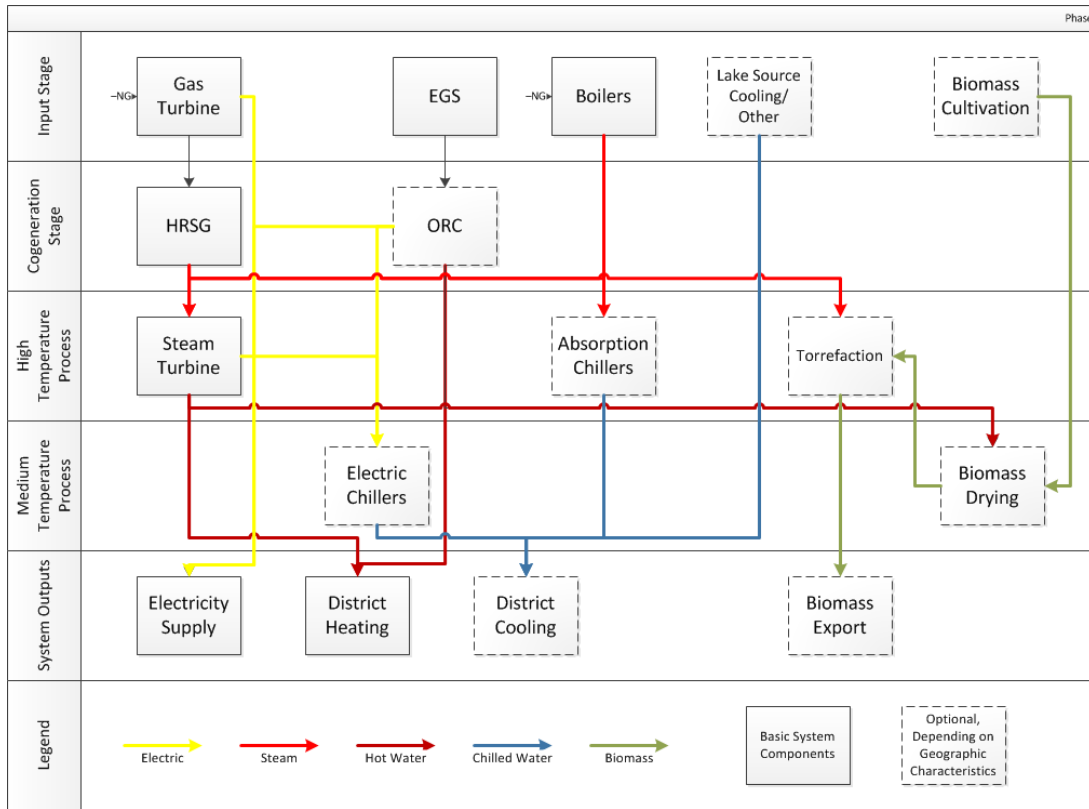 Phase
Input Stage
–NG
Gas
Turbine
EGS
–NG
Boilers
Lake Source
Cooling/
Other
Biomass
Cultivation
Cogeneration
Stage
HRSG
ORC
High
Temperature
Process
Steam
Turbine
Absorption
Chillers
Torrefaction
Medium
Temperature
Process
Electric
Chillers
Biomass
Drying
System Outputs
Electricity
Supply
District
Heating
District
Cooling
Biomass
Export
Legend
Electric
Steam
Hot Water
Chilled Water
Biomass
Basic System
Components
Optional,
Depending on
Geographic
Characteristics